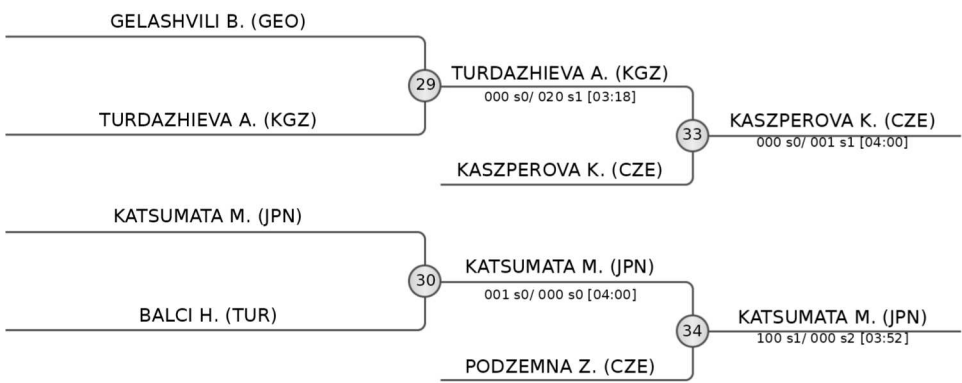 GELASHVILI B. (GEO)
29
TURDAZHIEVA A. (KGZ)
000 s0/ 020 s1 [03:18]
TURDAZHIEVA A. (KGZ)
33
KASZPEROVA K. (CZE)
000 s0/ 001 s1 [04:00]
KASZPEROVA K. (CZE)
KATSUMATA M. (JPN)
30
KATSUMATA M. (JPN)
001 s0/ 000 s0 [04:00]
BALCI H. (TUR)
34
KATSUMATA M. (JPN)
100 s1/ 000 s2 [03:52]
PODZEMNA Z. (CZE)